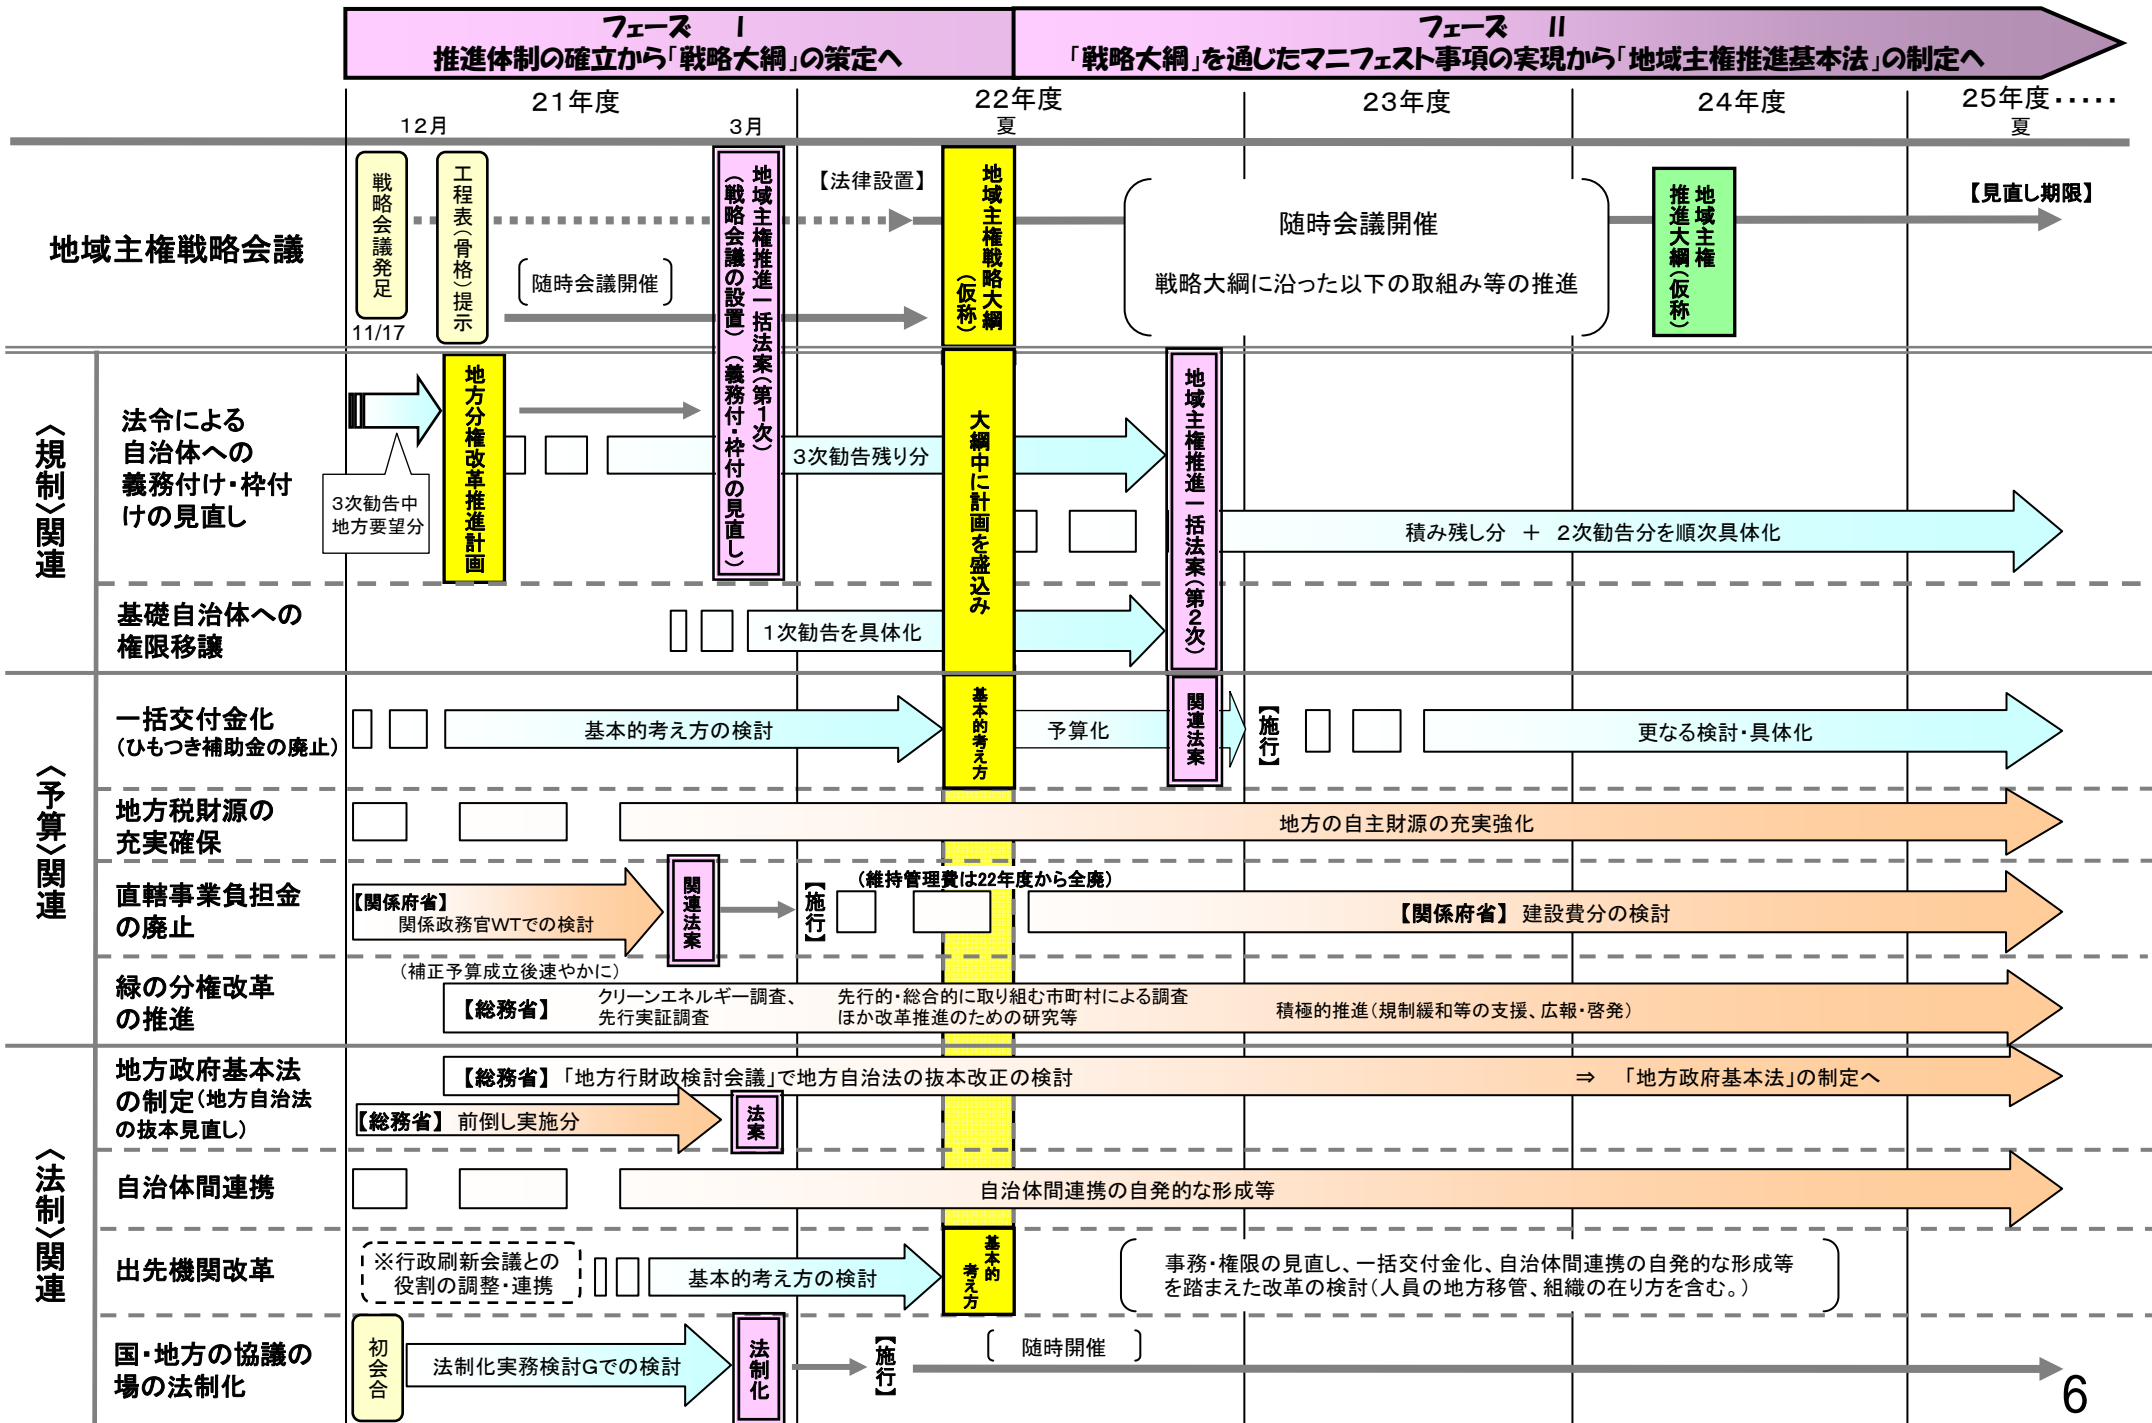 フェーズ Ⅰ
推進体制の確立から「戦略大綱」の策定へ
フェーズ Ⅱ
「戦略大綱」を通じたマニフェスト事項の実現から「地域主権推進基本法」の制定へ
21年度
22年度
23年度
24年度
25年度・・・・・
12月
3月
夏
夏
地域主権戦略会議
戦略会議発足
11/17
工程表(骨格)提示
〔随時会議開催〕
地域主権推進一括法案(第1次)
(戦略会議の設置)(義務付・枠付の見直し)
【法律設置】
地域主権戦略大綱
(仮称)
随時会議開催
戦略大綱に沿った以下の取組み等の推進
地域主権
推進大綱(仮称)
【見直し期限】
〈規制〉関連
法令による
自治体への
義務付け・枠付
けの見直し
3次勧告中
地方要望分
地方分権改革推進計画
3次勧告残り分
大綱中に計画を盛込み
地域主権推進一括法案(第2次)
積み残し分 + 2次勧告分を順次具体化
基礎自治体への
権限移譲
1次勧告を具体化
〈予算〉関連
一括交付金化
(ひもつき補助金の廃止)
基本的考え方の検討
基本的考え方
予算化
関連法案
【施行】
更なる検討・具体化
地方税財源の
充実確保
地方の自主財源の充実強化
直轄事業負担金
の廃止
【関係府省】
関係政務官WTでの検討
関連法案
【施行】
(維持管理費は22年度から全廃)
【関係府省】建設費分の検討
緑の分権改革
の推進
(補正予算成立後速やかに)
【総務省】
クリーンエネルギー調査、
先行実証調査
先行的・総合的に取り組む市町村による調査
ほか改革推進のための研究等
積極的推進(規制緩和等の支援、広報・啓発)
〈法制〉関連
地方政府基本法
の制定(地方自治法
の抜本見直し)
【総務省】「地方行財政検討会議」で地方自治法の抜本改正の検討
⇒ 「地方政府基本法」の制定へ
【総務省】前倒し実施分
法案
自治体間連携
自治体間連携の自発的な形成等
出先機関改革
※行政刷新会議との
役割の調整・連携
基本的考え方の検討
基本的
考え方
事務・権限の見直し、一括交付金化、自治体間連携の自発的な形成等
を踏まえた改革の検討(人員の地方移管、組織の在り方を含む。)
国・地方の協議の
場の法制化
初会合
法制化実務検討Gでの検討
法制化
【施行】
〔随時開催〕
6